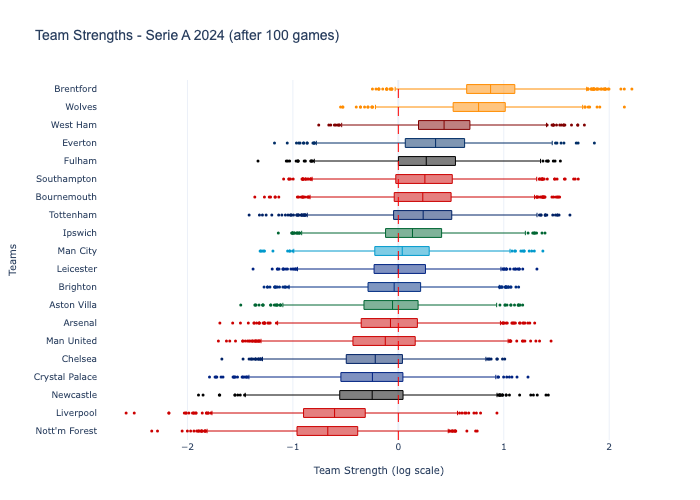 Team Strengths - Serie A 2024 (after 100 games)
Brentford
Wolves
West Ham
Everton
Fulham
Southampton
Bournemouth
Tottenham
Ipswich
Man City
Leicester
Brighton
Aston Villa
Arsenal
Man United
Chelsea
Crystal Palace
Newcastle
Liverpool
Nott'm Forest
Teams
−2 −1 0 1 2
Team Strength (log scale)